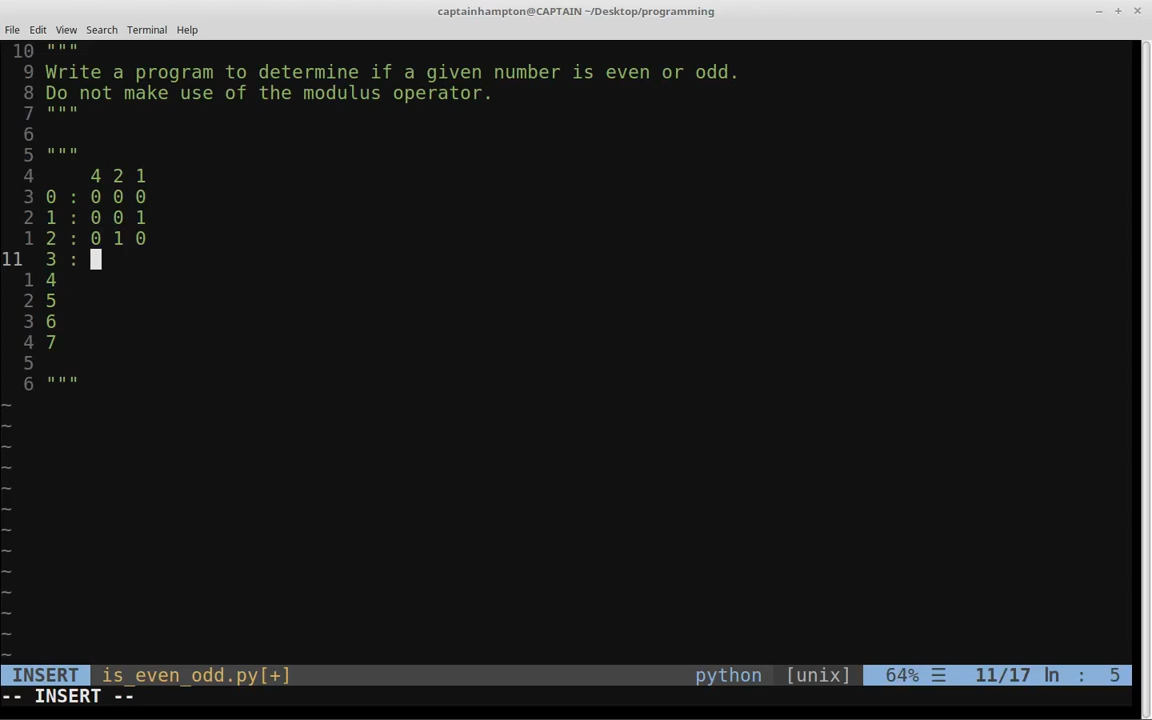 captainhampton@CAPTAIN ~/Desktop/programming
File Edit View Search Terminal Help
10 """
9 Write a program to determine if a given number is even or odd.
8 Do not make use of the modulus operator.
7 """
6
5 """
4 4 2 1
3 0 : 0 0 0
2 1 : 0 0 1
1 2 : 0 1 0
11 3 :
1 4
2 5
3 6
4 7
5
6 """
~
~
~
~
~
~
~
~
~
~
~
~
~
INSERT is_even_odd.py[+] python [unix] 64% ☰ 11/17 ln : 5
-- INSERT --